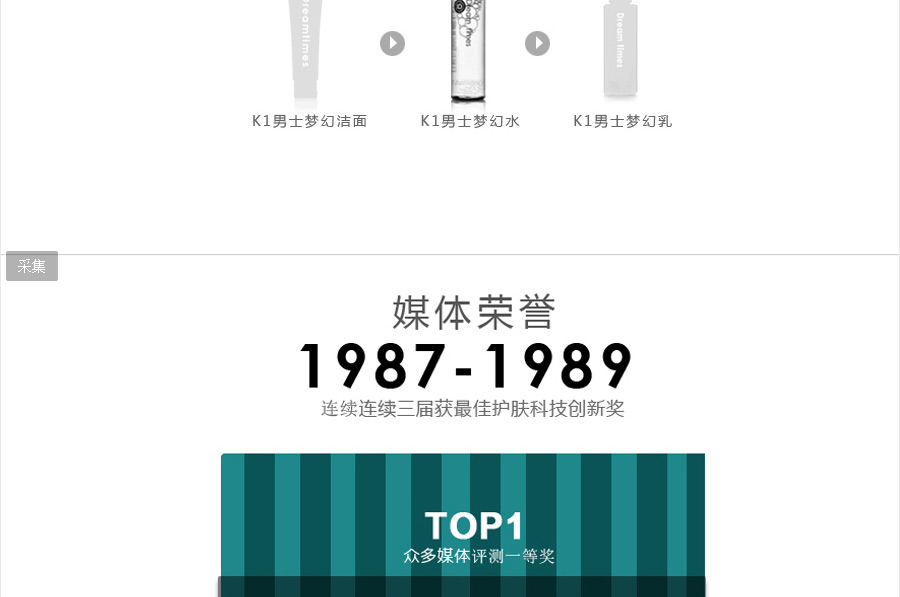 Dreamtimes
Dream times
Dream times
K1男士梦幻洁面
K1男士梦幻水
K1男士梦幻乳
采集
媒体荣誉
1987-1989
连续连续三届获最佳护肤科技创新奖
TOP1
众多媒体评测一等奖